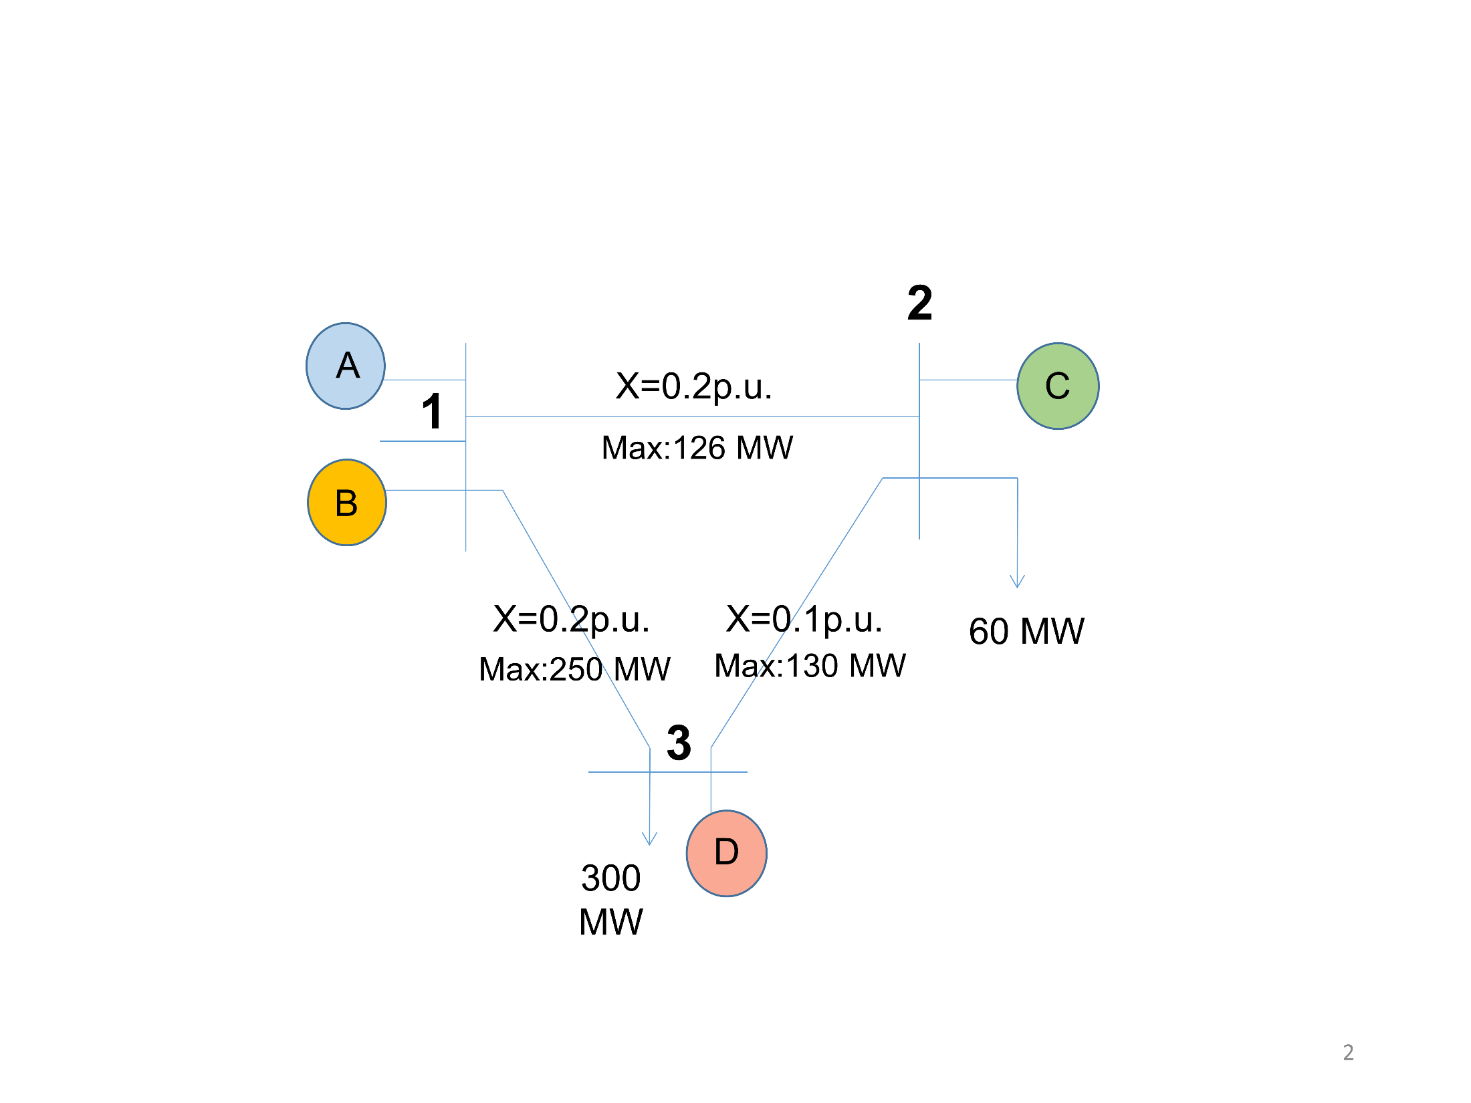 2
A
C
X=0.2p.u.
1
Max:126 MW
B
X=0.2p.u.
X=0.1p.u.
60 MW
Max:250 MW
Max:130 MW
3
D
300
MW
2